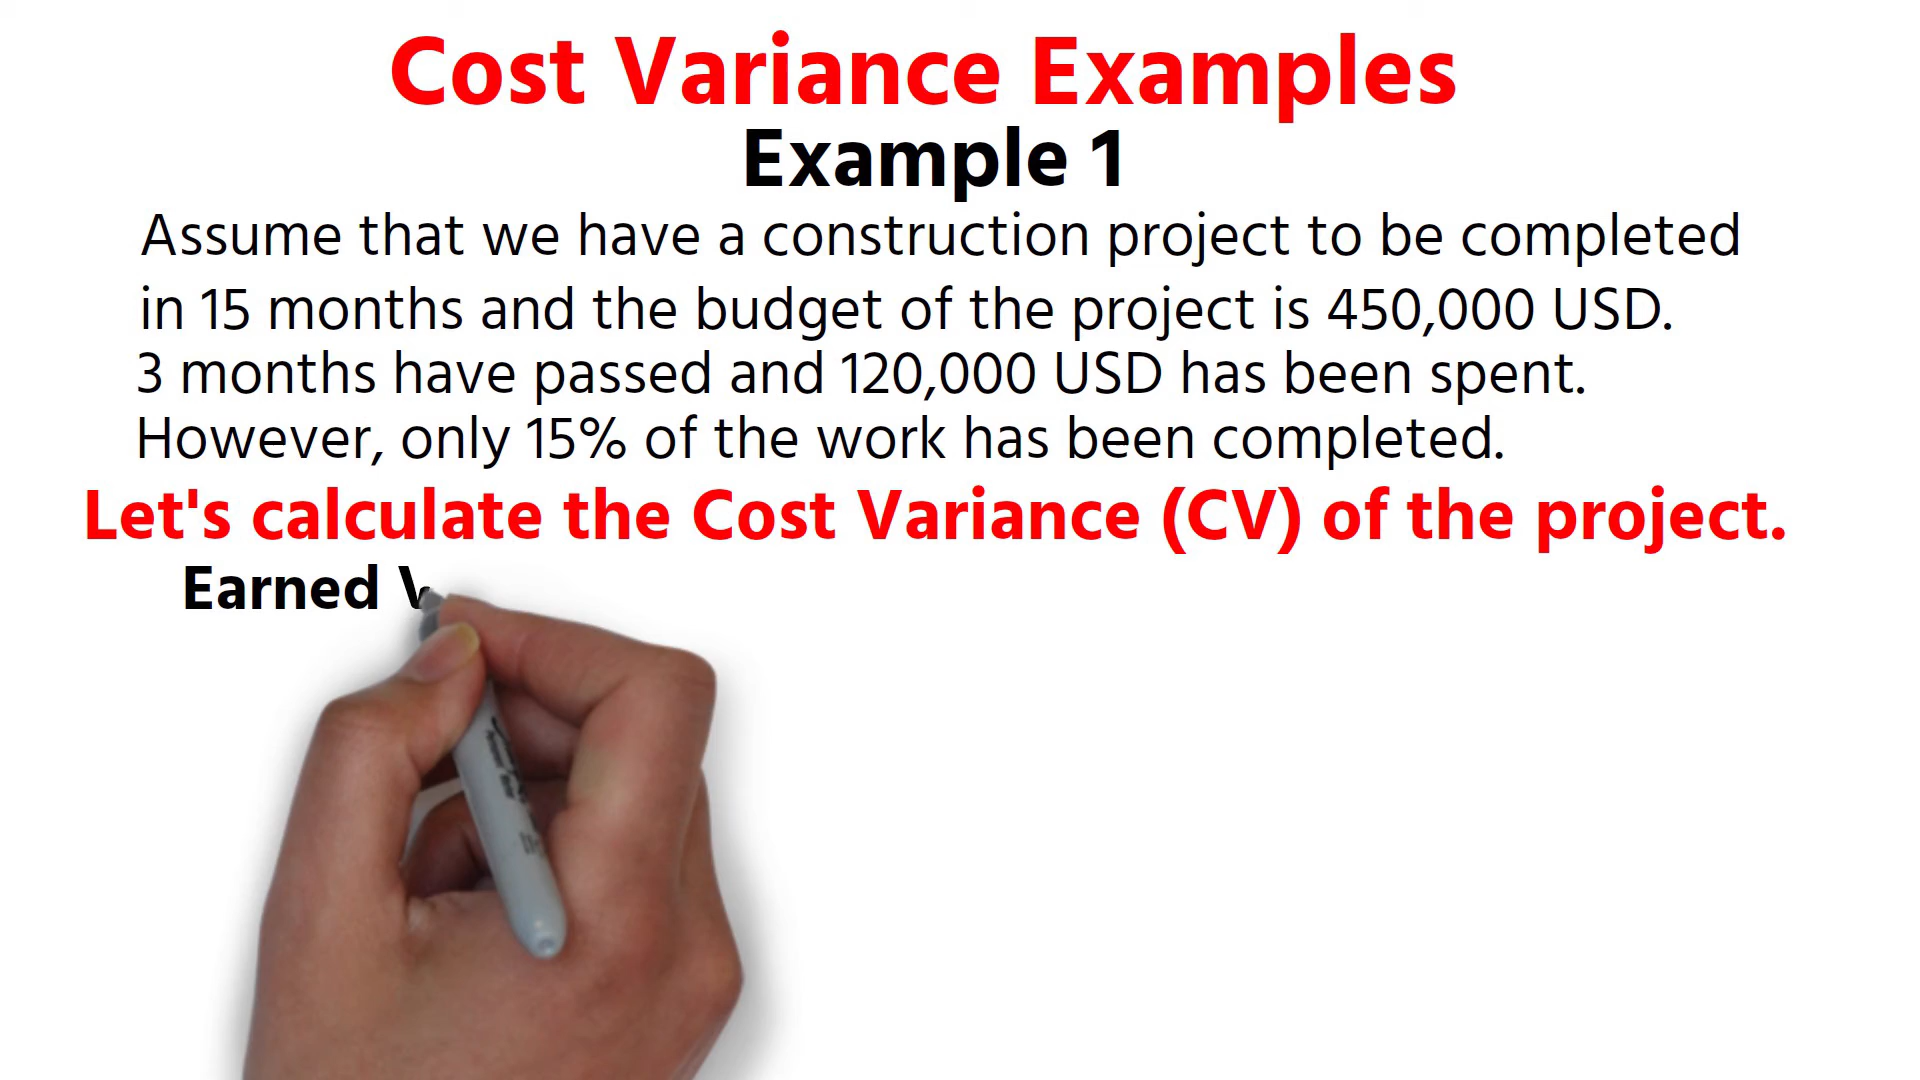 Cost Variance Examples
Example 1
Assume that we have a construction project to be completed
in 15 months and the budget of the project is 450,000 USD.
3 months have passed and 120,000 USD has been spent.
However, only 15% of the work has been completed.
Let's calculate the Cost Variance (CV) of the project.
Earned V